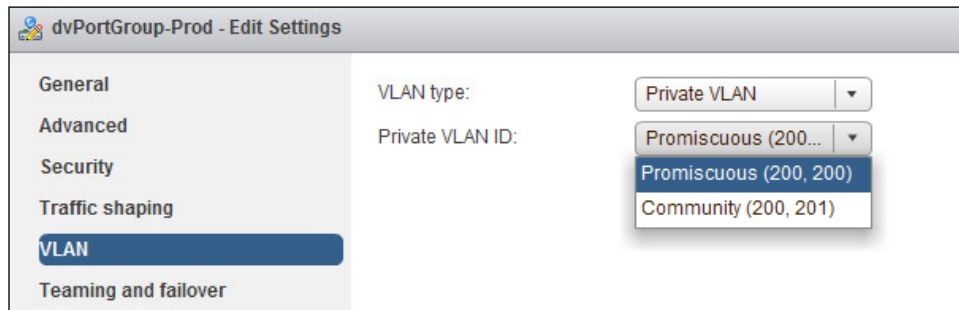 dvPortGroup-Prod - Edit Settings
General
Advanced
Security
Traffic shaping
VLAN
Teaming and failover
VLAN type: Private VLAN
Private VLAN ID: Promiscuous (200...
Promiscuous (200, 200)
Community (200, 201)